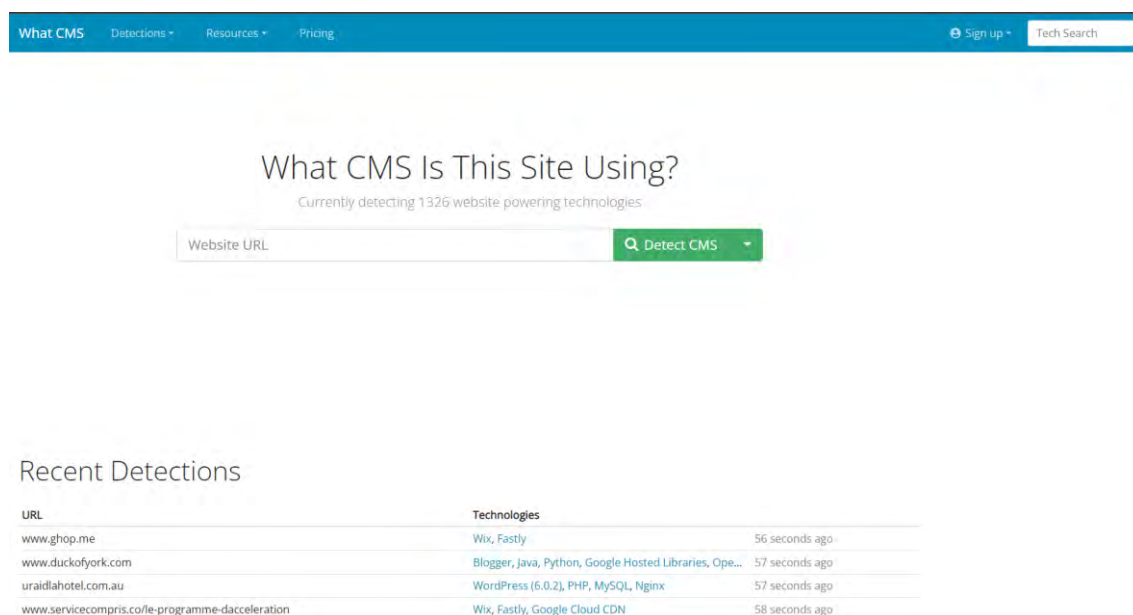 What CMS Detections Resources Pricing Sign up Tech Search
What CMS Is This Site Using?
Currently detecting 1326 website powering technologies
Website URL Detect CMS
Recent Detections
URL Technologies
www.ghop.me Wix, Fastly 56 seconds ago
www.duckofyork.com Blogger, Java, Python, Google Hosted Libraries, Ope... 57 seconds ago
uraidlahotel.com.au WordPress (6.0.2), PHP, MySQL, Nginx 57 seconds ago
www.servicecompris.co/le-programme-dacceleration Wix, Fastly, Google Cloud CDN 58 seconds ago